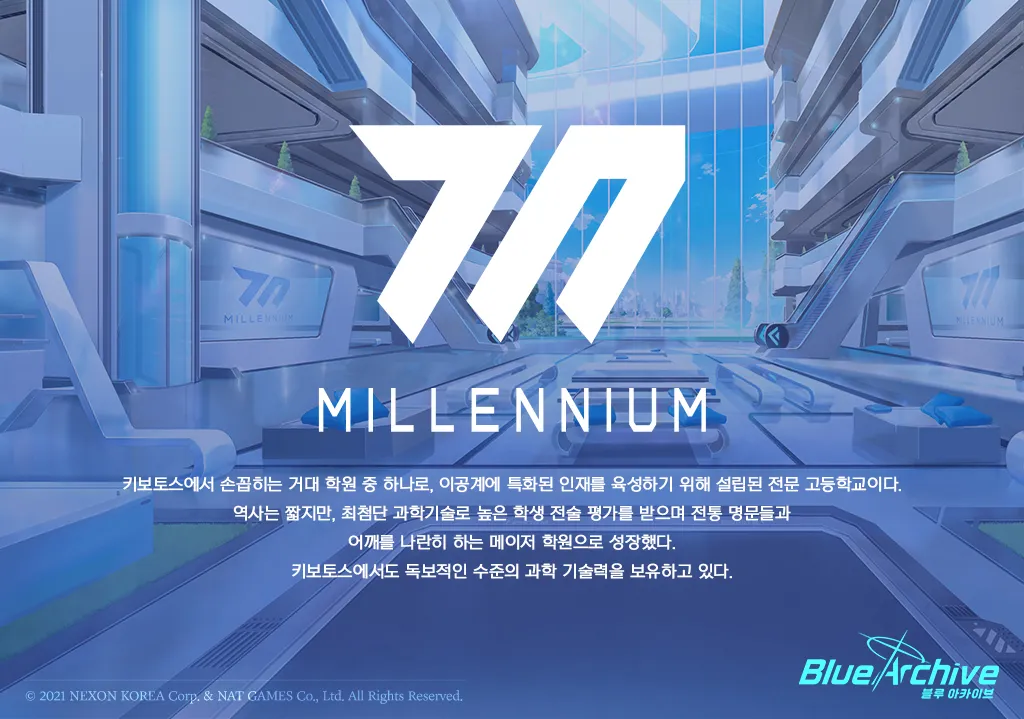 MILLENNIUM
MILLENNIUM
MILLENNIUM
키보토스에서 손꼽히는 거대 학원 중 하나로, 이공계에 특화된 인재를 육성하기 위해 설립된 전문 고등학교이다.
역사는 짧지만, 최첨단 과학기술로 높은 학생 전술 평가를 받으며 전통 명문들과
어깨를 나란히 하는 메이저 학원으로 성장했다.
키보토스에서도 독보적인 수준의 과학 기술력을 보유하고 있다.
Blue Archive
블루 아카이브
© 2021 NEXON KOREA Corp. & NAT GAMES Co., Ltd. All Rights Reserved.